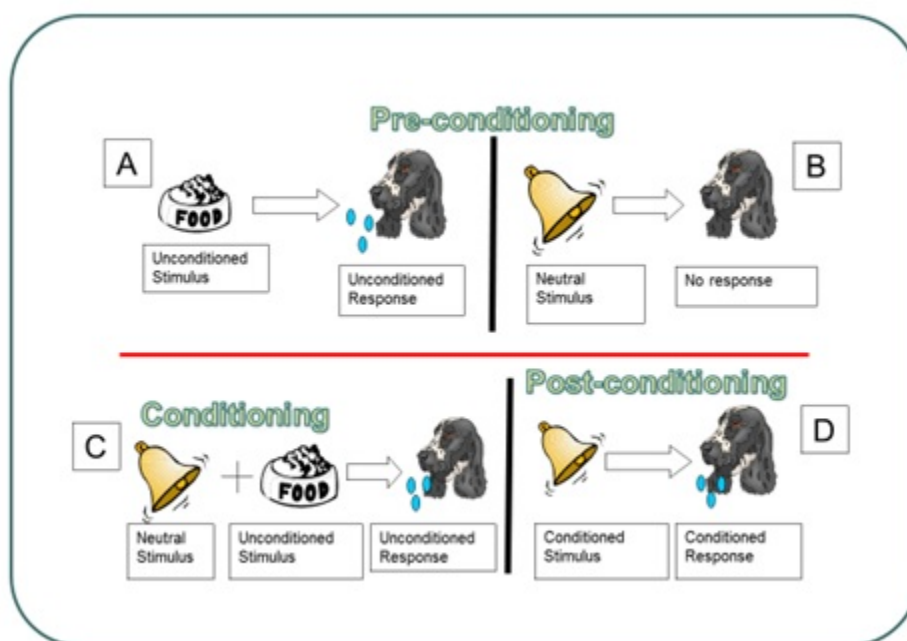 Pre-conditioning
A
FOOD
Unconditioned
Stimulus
Unconditioned
Response
B
Neutral
Stimulus
No response
Conditioning
C
FOOD
Neutral
Stimulus
Unconditioned
Stimulus
Unconditioned
Response
Post-conditioning
D
Conditioned
Stimulus
Conditioned
Response